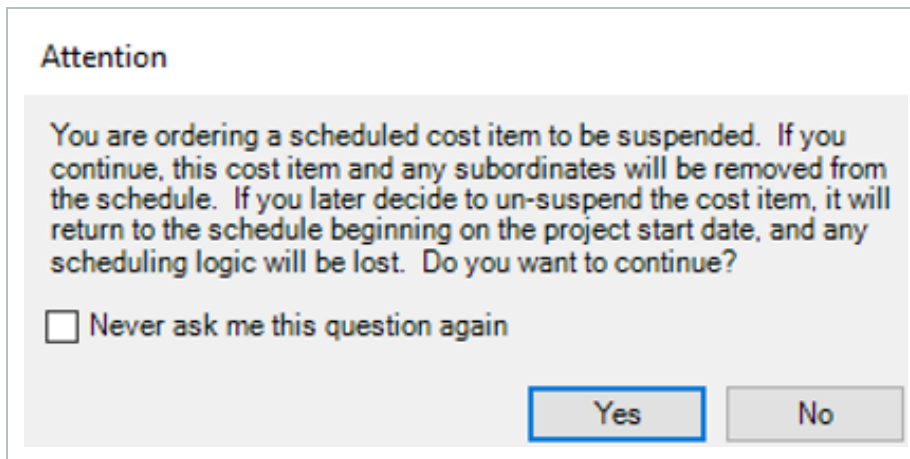 Attention
You are ordering a scheduled cost item to be suspended.  If you
continue, this cost item and any subordinates will be removed from
the schedule.  If you later decide to un-suspend the cost item, it will
return to the schedule beginning on the project start date, and any
scheduling logic will be lost.  Do you want to continue?
Never ask me this question again
Yes No